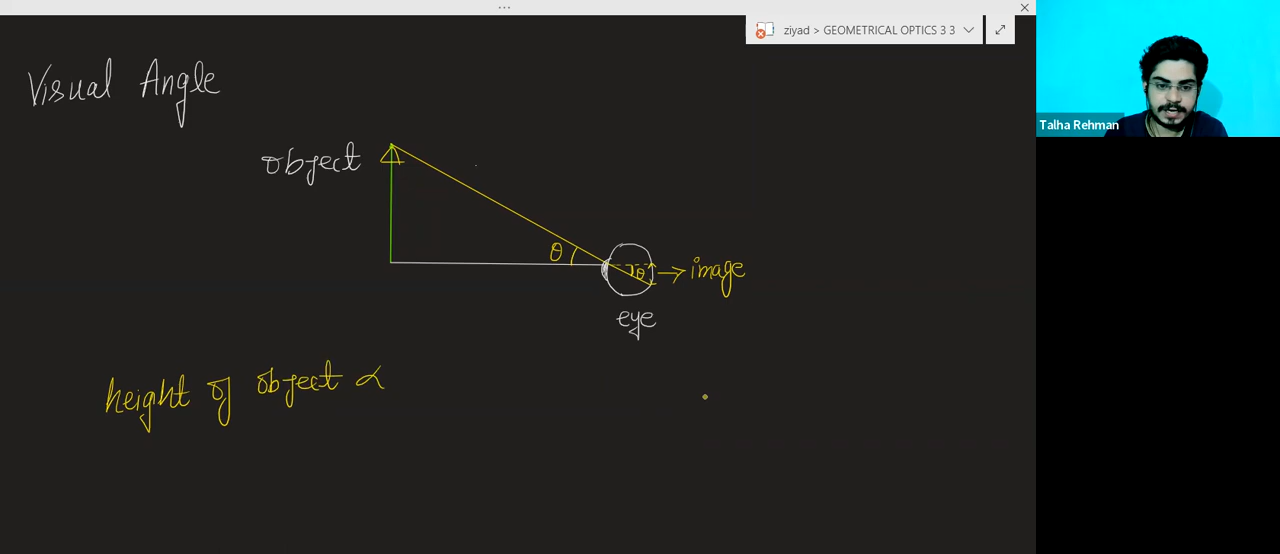 ziyad > GEOMETRICAL OPTICS 3 3
Visual Angle
Talha Rehman
object
θ
θ
image
eye
height of object ∝